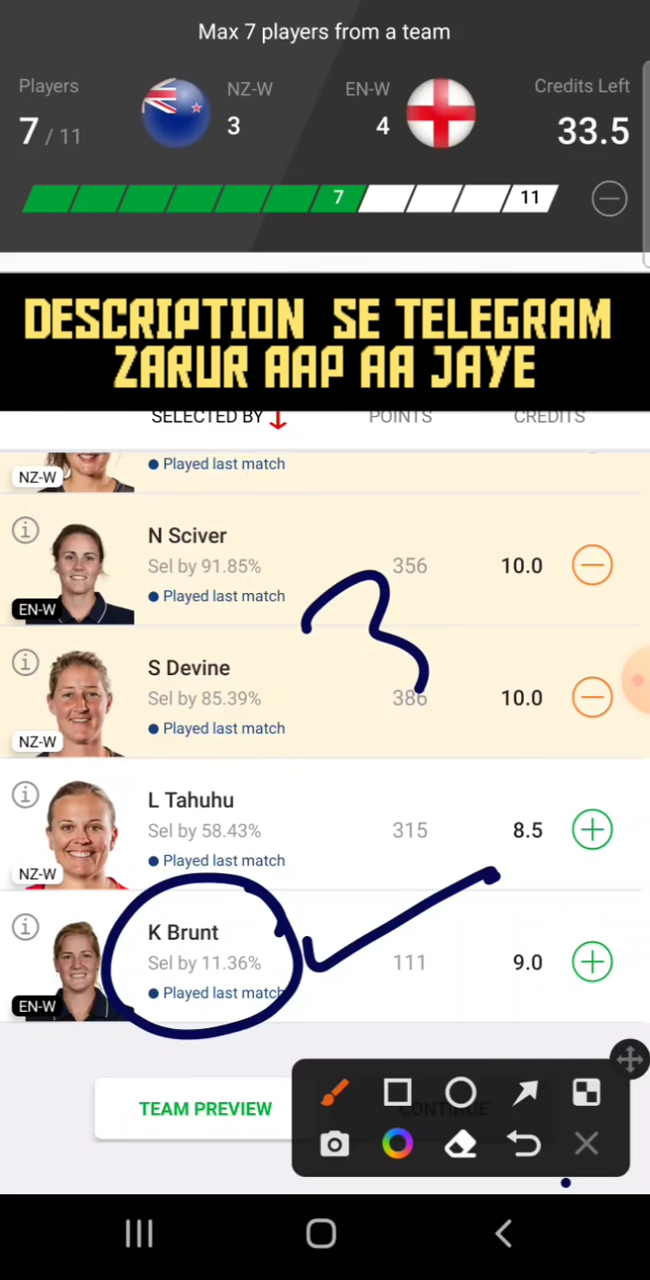 Max 7 players from a team
Players NZ-W EN-W Credits Left
7 / 11 3 4 33.5
7 11
DESCRIPTION SE TELEGRAM
ZARUR AAP AA JAYE
SELECTED BY POINTS CREDITS
NZ-W Played last match
N Sciver
Sel by 91.85% 356 10.0
Played last match
EN-W
S Devine
Sel by 85.39% 386 10.0
Played last match
NZ-W
L Tahuhu
Sel by 58.43% 315 8.5
Played last match
NZ-W
K Brunt
Sel by 11.36% 111 9.0
Played last match
EN-W
3
TEAM PREVIEW CONTINUE